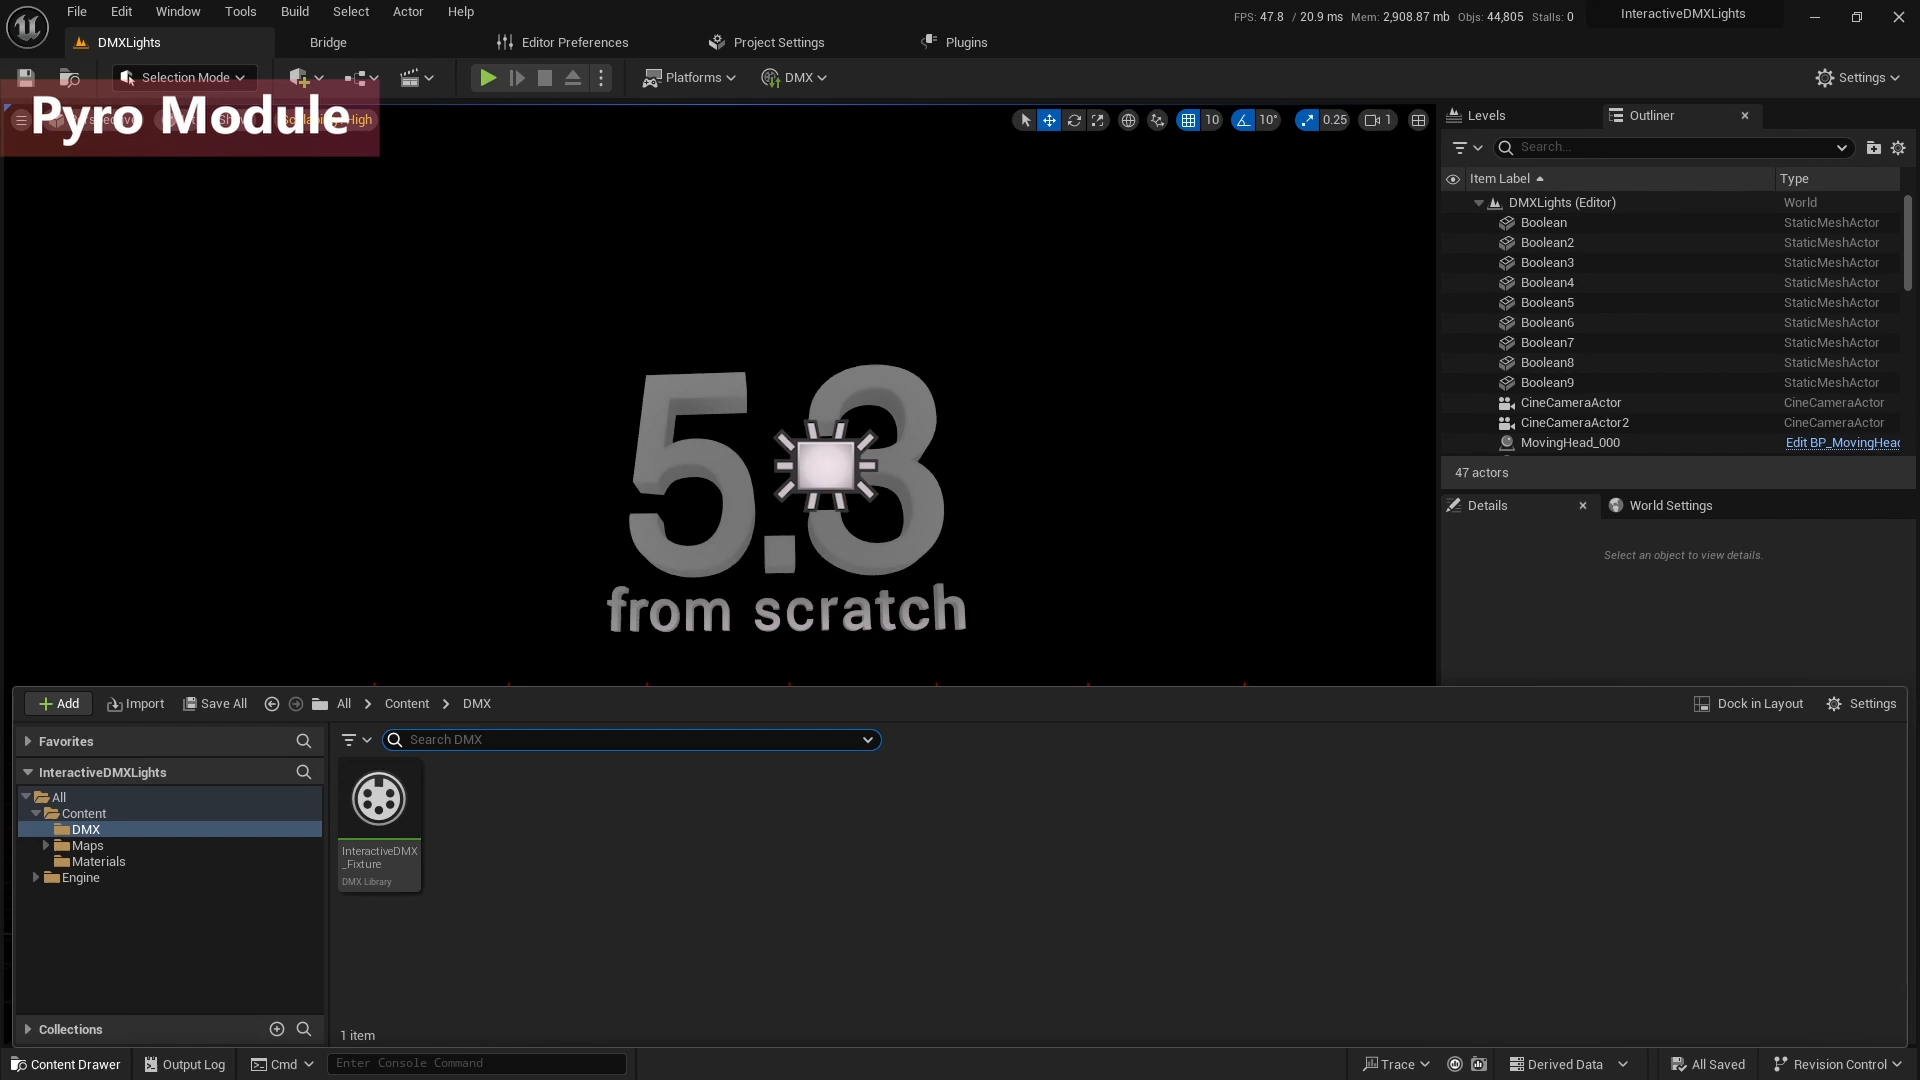 File Edit Window Tools Build Select Actor Help
FPS: 47.8 / 20.9 ms Mem: 2,908.87 mb Objs: 44,805 Stalls: 0
InteractiveDMXLights
DMXLights
Bridge
Editor Preferences
Project Settings
Plugins
Selection Mode
Platforms
DMX
Settings
Pyro Module
High
10
10°
0.25
1
Levels
Outliner
Search...
Item Label Type
DMXLights (Editor) World
Boolean StaticMeshActor
Boolean2 StaticMeshActor
Boolean3 StaticMeshActor
Boolean4 StaticMeshActor
Boolean5 StaticMeshActor
Boolean6 StaticMeshActor
Boolean7 StaticMeshActor
Boolean8 StaticMeshActor
Boolean9 StaticMeshActor
CineCameraActor CineCameraActor
CineCameraActor2 CineCameraActor
MovingHead_000 Edit BP_MovingHeac
47 actors
Details
World Settings
Select an object to view details.
5.3
from scratch
Add Import Save All All Content DMX
Dock in Layout Settings
Favorites
Search DMX
InteractiveDMXLights
All
Content
DMX
Maps
Materials
Engine
InteractiveDMX
_Fixture
DMX Library
Collections
1 item
Content Drawer Output Log Cmd Enter Console Command
Trace Derived Data All Saved Revision Control